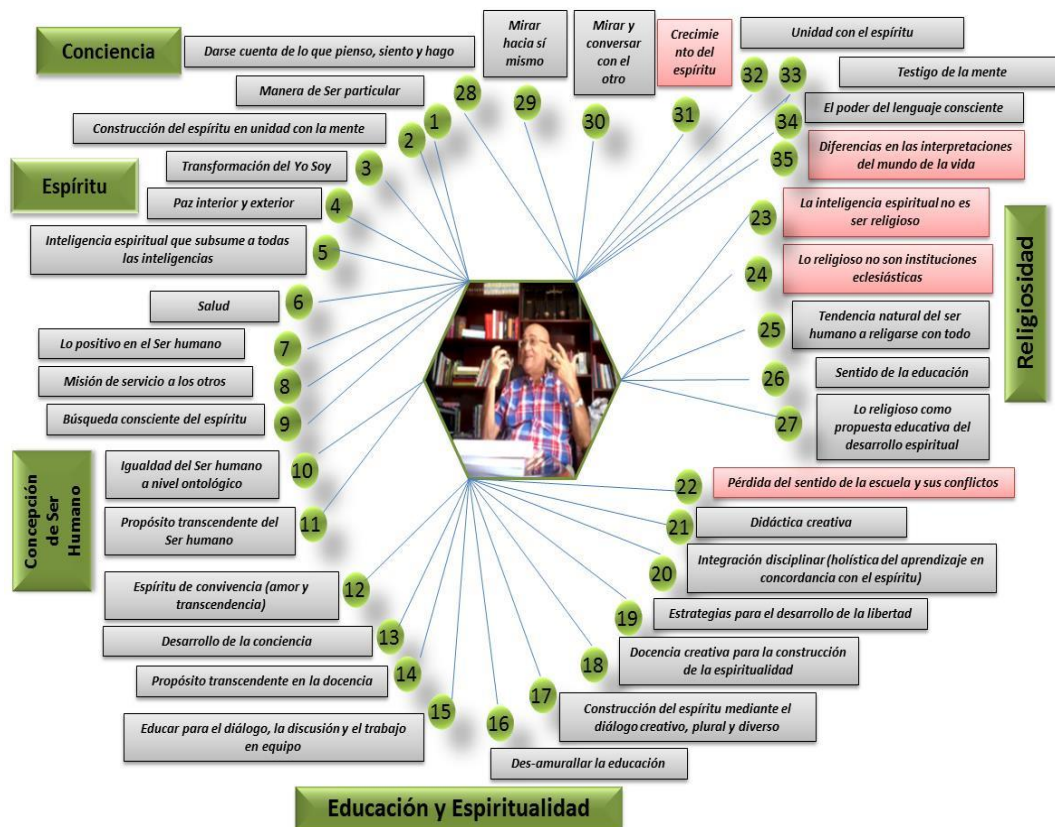 Conciencia
Darse cuenta de lo que pienso, siento y hago
28
Mirar
hacia sí
mismo
29
Mirar y
conversar
con el
otro
30
Crecimie
nto del
espíritu
31
Unidad con el espíritu
32
Testigo de la mente
33
El poder del lenguaje consciente
34
Diferencias en las interpretaciones
del mundo de la vida
35
Espíritu
Manera de Ser particular
1
Construcción del espíritu en unidad con la mente
2
Transformación del Yo Soy
3
Paz interior y exterior
4
Inteligencia espiritual que subsume a todas
las inteligencias
5
Salud
6
Lo positivo en el Ser humano
7
Misión de servicio a los otros
8
Búsqueda consciente del espíritu
9
Concepción
de Ser
Humano
Igualdad del Ser humano
a nivel ontológico
10
Propósito transcendente del
Ser humano
11
Espíritu de convivencia (amor y
transcendencia)
12
Desarrollo de la conciencia
13
Propósito transcendente en la docencia
14
Educar para el diálogo, la discusión y el trabajo
en equipo
15
Des-amurallar la educación
16
Construcción del espíritu mediante el
diálogo creativo, plural y diverso
17
Docencia creativa para la construcción
de la espiritualidad
18
Estrategias para el desarrollo de la libertad
19
Integración disciplinar (holística del aprendizaje en
concordancia con el espíritu)
20
Didáctica creativa
21
Pérdida del sentido de la escuela y sus conflictos
22
Educación y Espiritualidad
Religiosidad
La inteligencia espiritual no es
ser religioso
23
Lo religioso no son instituciones
eclesiásticas
24
Tendencia natural del ser
humano a religarse con todo
25
Sentido de la educación
26
Lo religioso como
propuesta educativa del
desarrollo espiritual
27